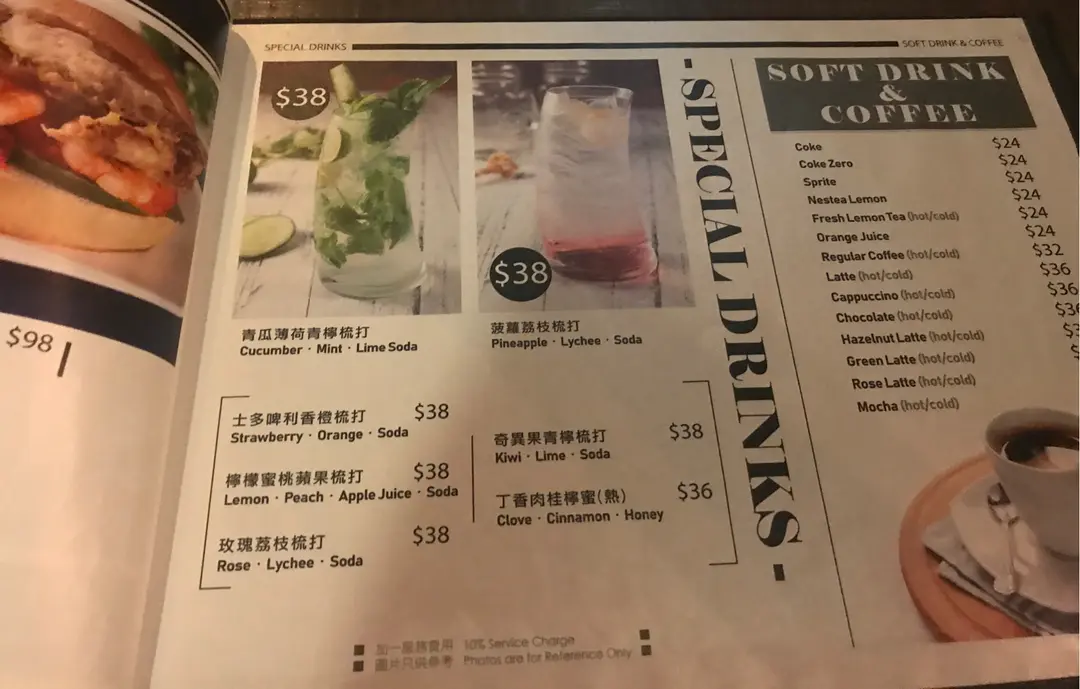 SPECIAL DRINKS
SOFT DRINK & COFFEE
$98
$38
青瓜薄荷青檸梳打
Cucumber · Mint · Lime Soda
$38
菠蘿荔枝梳打
Pineapple · Lychee · Soda
士多啤利香橙梳打 $38
Strawberry · Orange · Soda
檸檬蜜桃蘋果梳打 $38
Lemon · Peach · Apple Juice · Soda
玫瑰荔枝梳打 $38
Rose · Lychee · Soda
奇異果青檸梳打 $38
Kiwi · Lime · Soda
丁香肉桂檸蜜(熱) $36
Clove · Cinnamon · Honey
- SPECIAL DRINKS -
SOFT DRINK
&
COFFEE
Coke $24
Coke Zero $24
Sprite $24
Nestea Lemon $24
Fresh Lemon Tea (hot/cold) $24
Orange Juice $24
Regular Coffee (hot/cold) $32
Latte (hot/cold) $36
Cappuccino (hot/cold) $36
Chocolate (hot/cold)
Hazelnut Latte (hot/cold)
Green Latte (hot/cold)
Rose Latte (hot/cold)
Mocha (hot/cold)
加一服務費用 10% Service Charge
圖片只供參考 Photos are for Reference Only